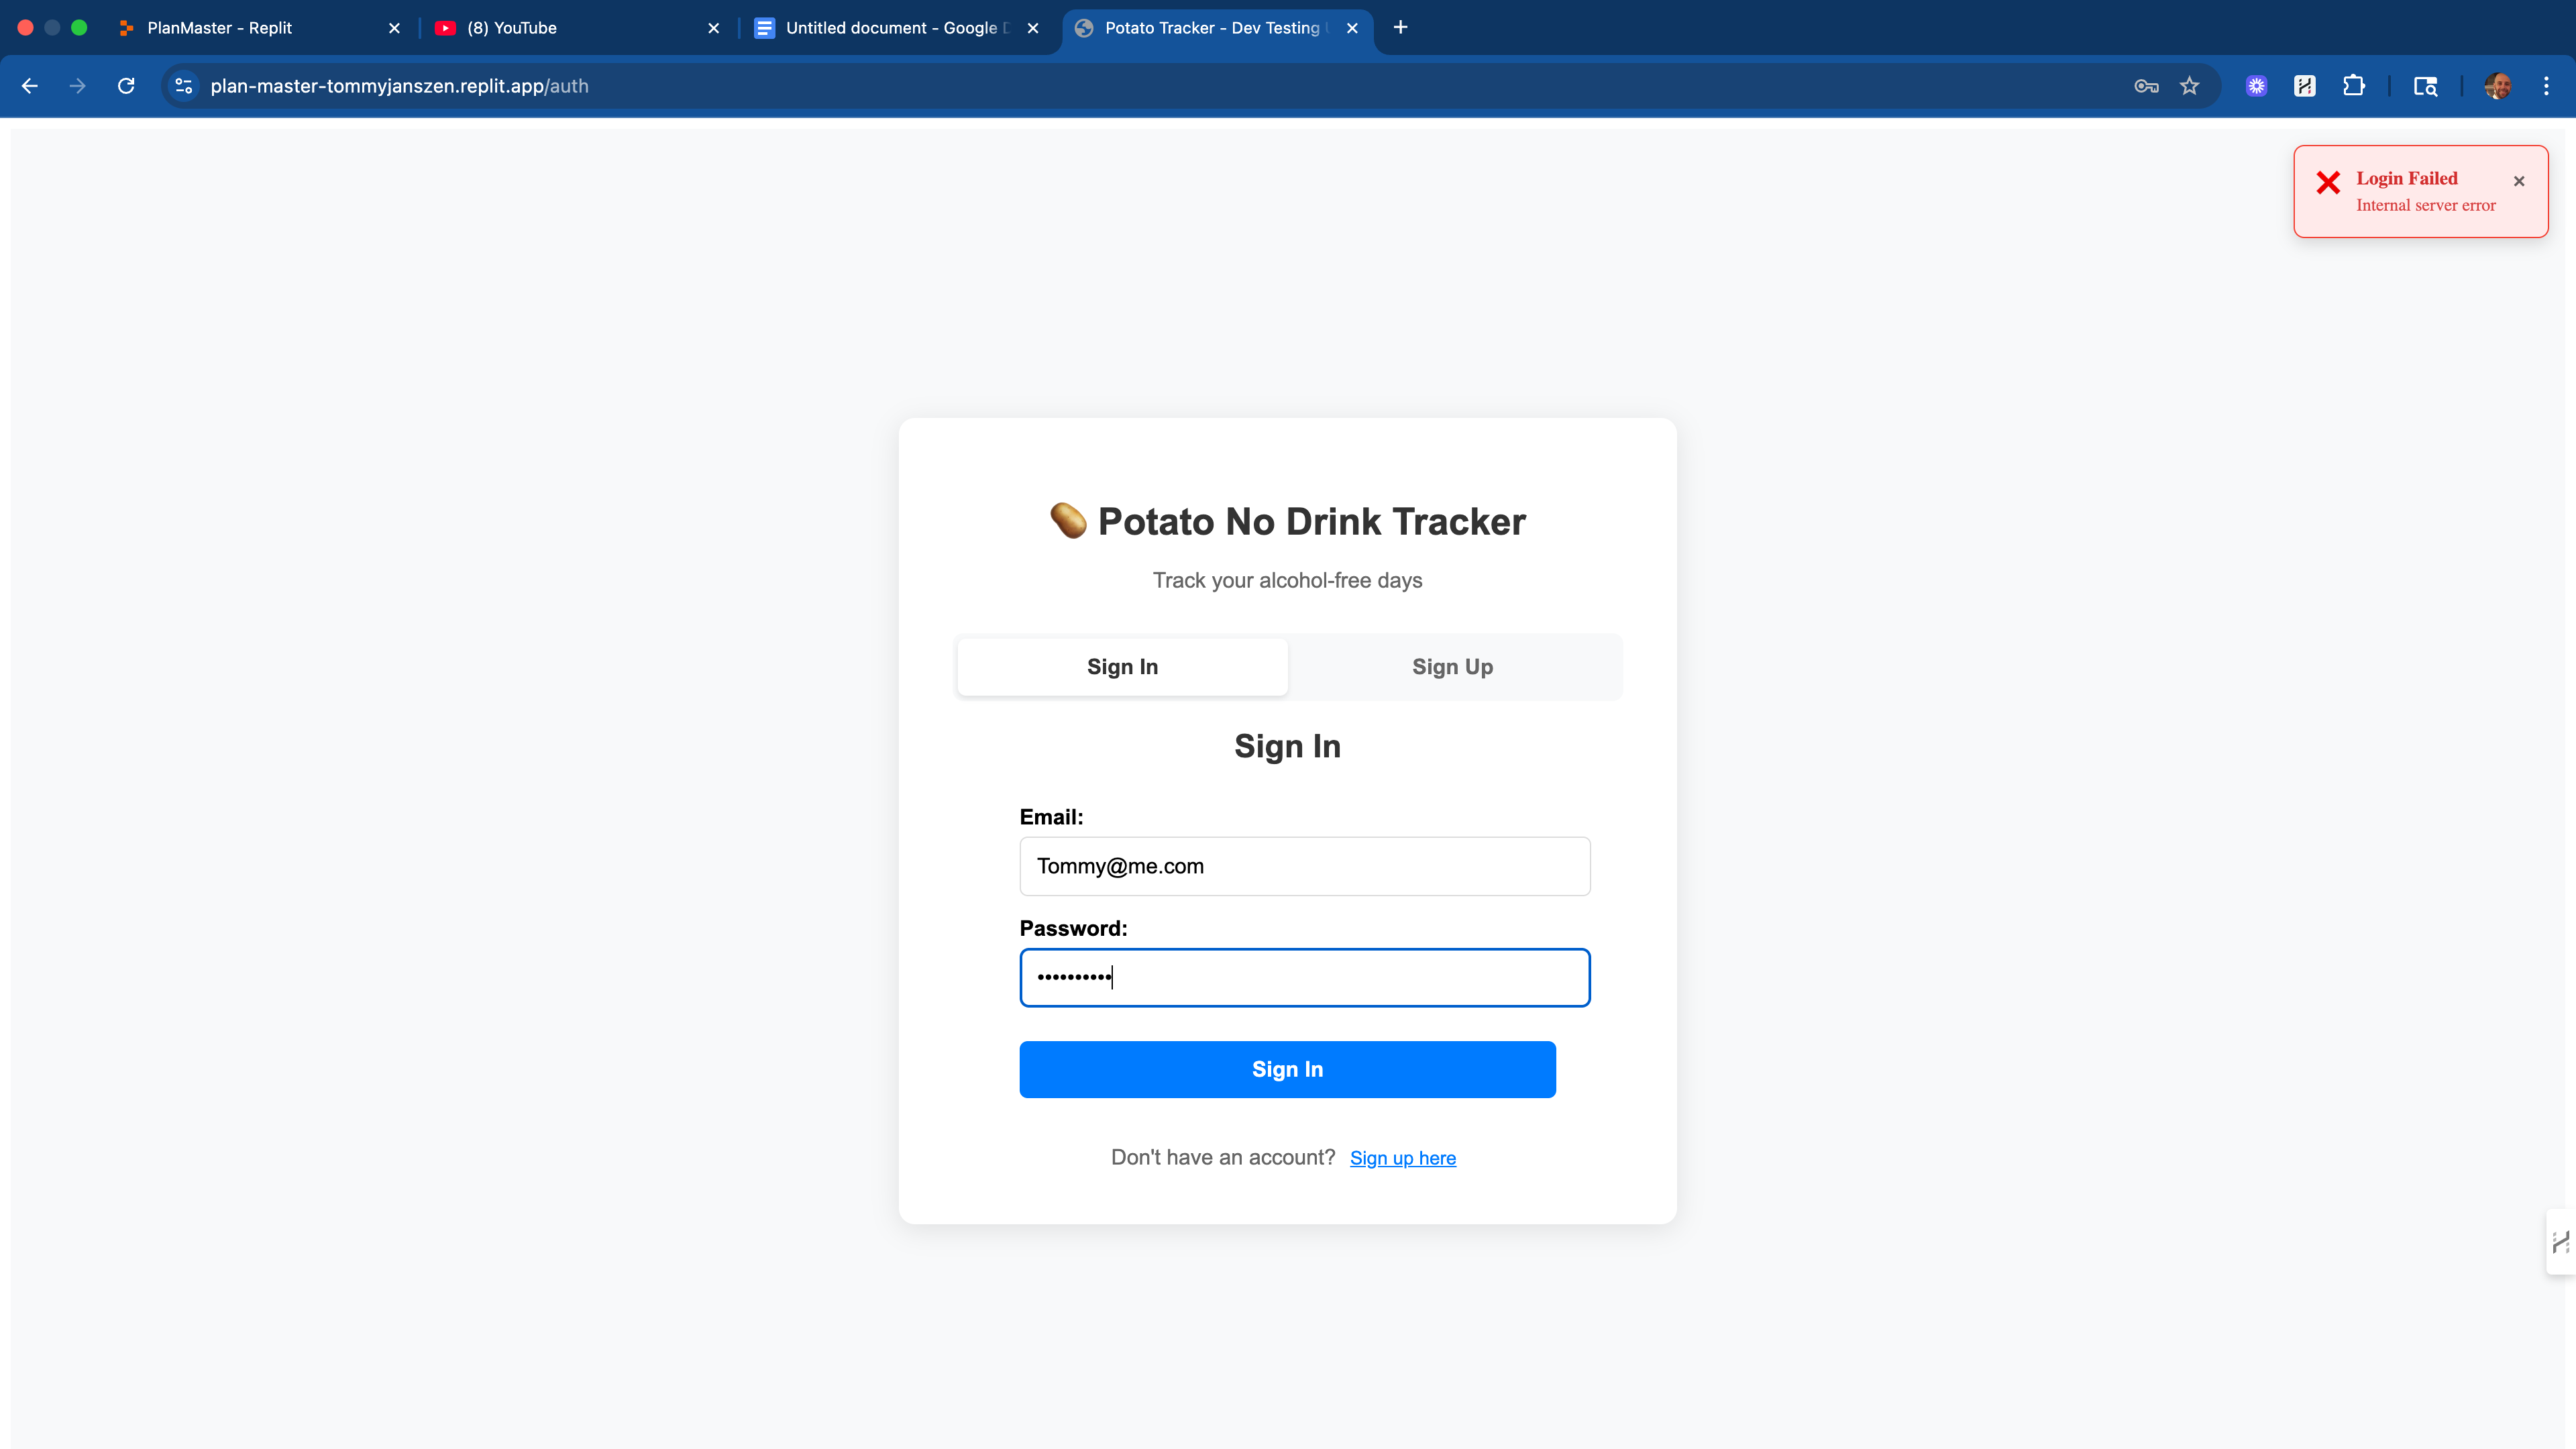 PlanMaster - Replit
(8) YouTube
Untitled document - Google D
Potato Tracker - Dev Testing
plan-master-tommyjanszen.replit.app/auth
Login Failed
Internal server error
Potato No Drink Tracker
Track your alcohol-free days
Sign In
Sign Up
Sign In
Email:
Tommy@me.com
Password:
••••••••••
Sign In
Don't have an account? Sign up here